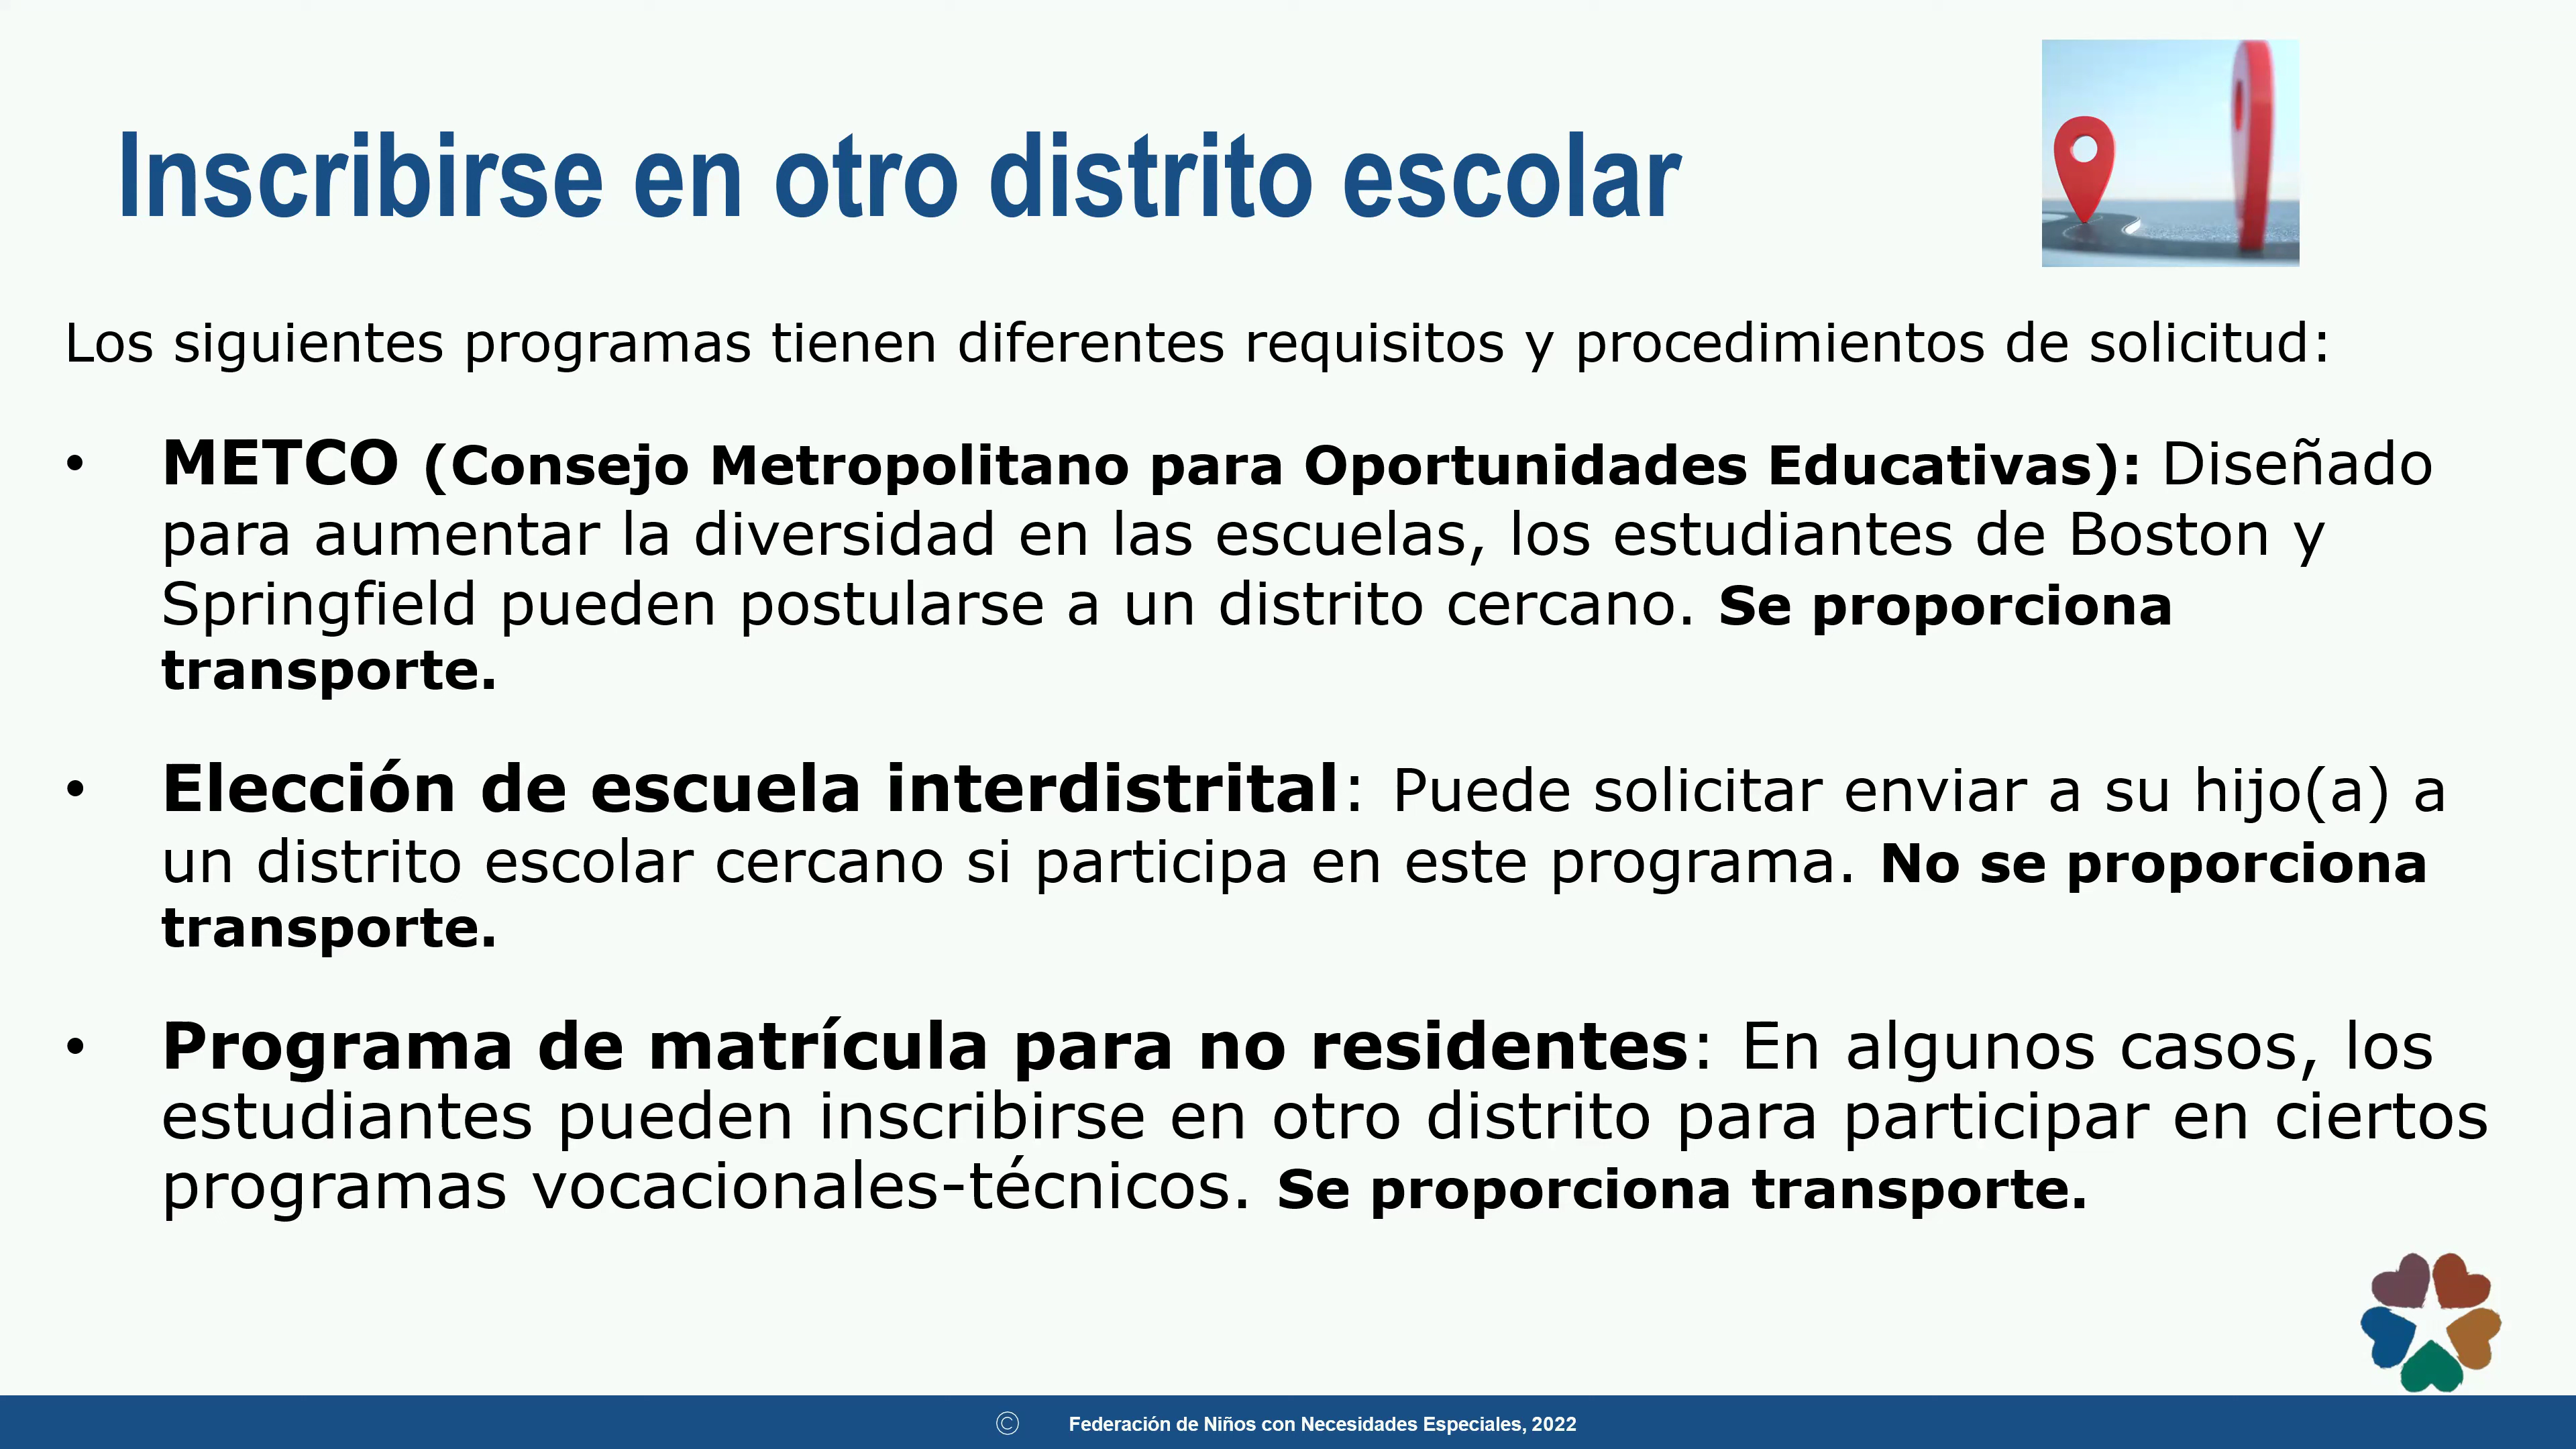 Inscribirse en otro distrito escolar
Los siguientes programas tienen diferentes requisitos y procedimientos de solicitud:
• METCO (Consejo Metropolitano para Oportunidades Educativas): Diseñado
para aumentar la diversidad en las escuelas, los estudiantes de Boston y
Springfield pueden postularse a un distrito cercano. Se proporciona
transporte.
• Elección de escuela interdistrital: Puede solicitar enviar a su hijo(a) a
un distrito escolar cercano si participa en este programa. No se proporciona
transporte.
• Programa de matrícula para no residentes: En algunos casos, los
estudiantes pueden inscribirse en otro distrito para participar en ciertos
programas vocacionales-técnicos. Se proporciona transporte.
© Federación de Niños con Necesidades Especiales, 2022